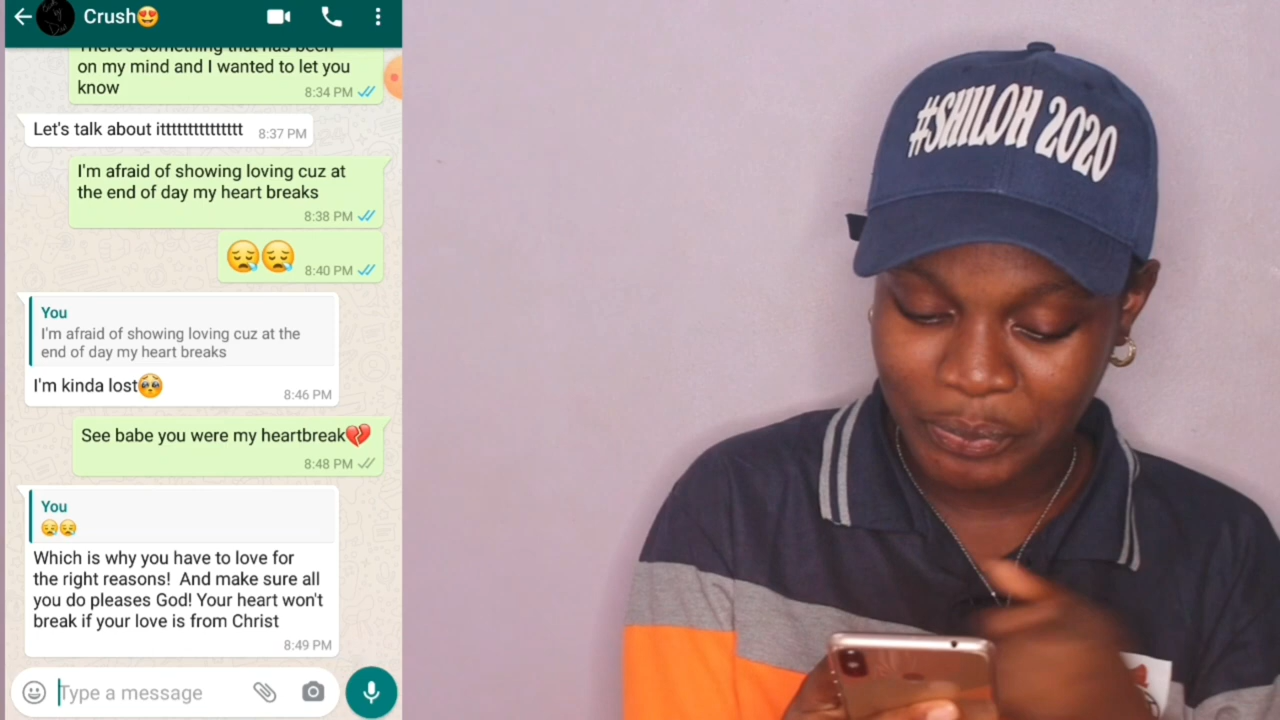 Crush😍
There's something that has been
on my mind and I wanted to let you
know
8:34 PM
Let's talk about itttttttttttttttt
8:37 PM
I'm afraid of showing loving cuz at
the end of day my heart breaks
8:38 PM
😪😪
8:40 PM
You
I'm afraid of showing loving cuz at the
end of day my heart breaks
I'm kinda lost🥺
8:46 PM
See babe you were my heartbreak💔
8:48 PM
You
😪😪
Which is why you have to love for
the right reasons!  And make sure all
you do pleases God! Your heart won't
break if your love is from Christ
8:49 PM
Type a message
#SHILOH 2020